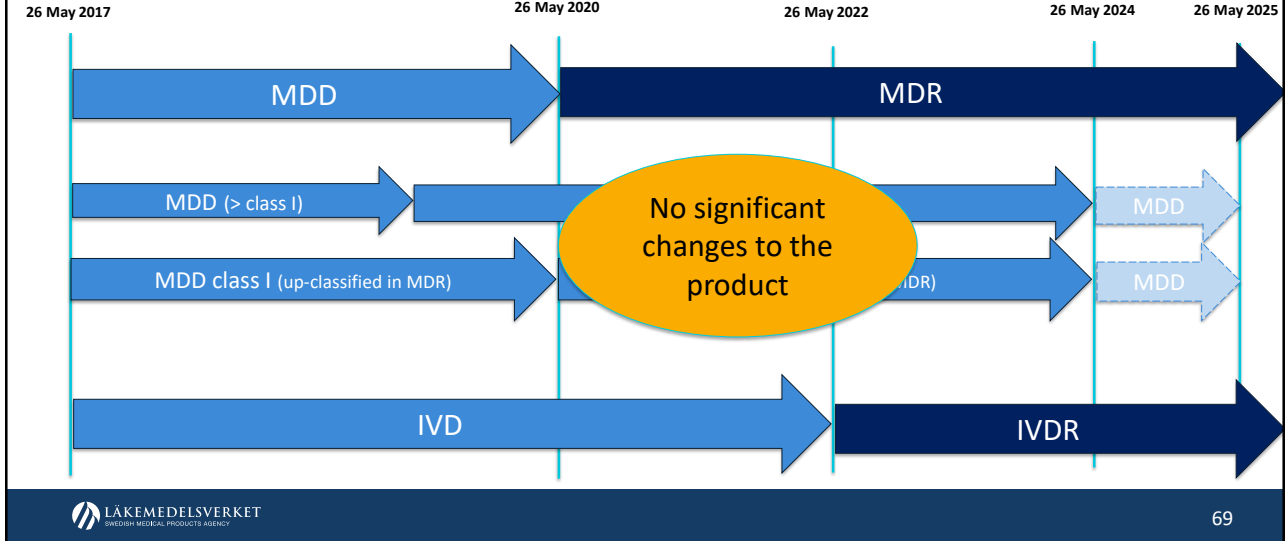 26 May 2017
26 May 2020
26 May 2022
26 May 2024
26 May 2025
MDD
MDR
MDD (> class I)
MDD
No significant
changes to the
product
MDD class I (up-classified in MDR)
MDR)
MDD
IVD
IVDR
LÄKEMEDELSVERKET
SWEDISH MEDICAL PRODUCTS AGENCY
69